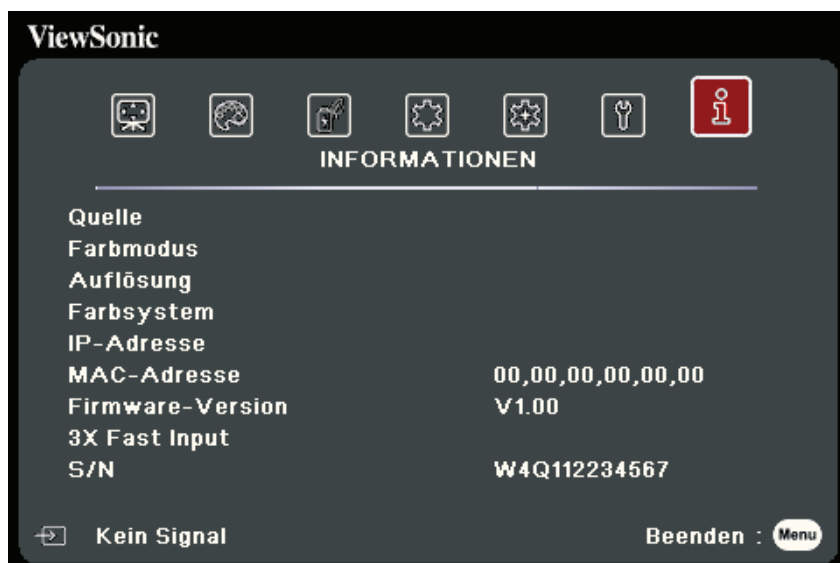 ViewSonic
INFORMATIONEN
Quelle
Farbmodus
Auflösung
Farbsystem
IP-Adresse
MAC-Adresse 00,00,00,00,00,00
Firmware-Version V1.00
3X Fast Input
S/N W4Q112234567
Kein Signal Beenden : Menu